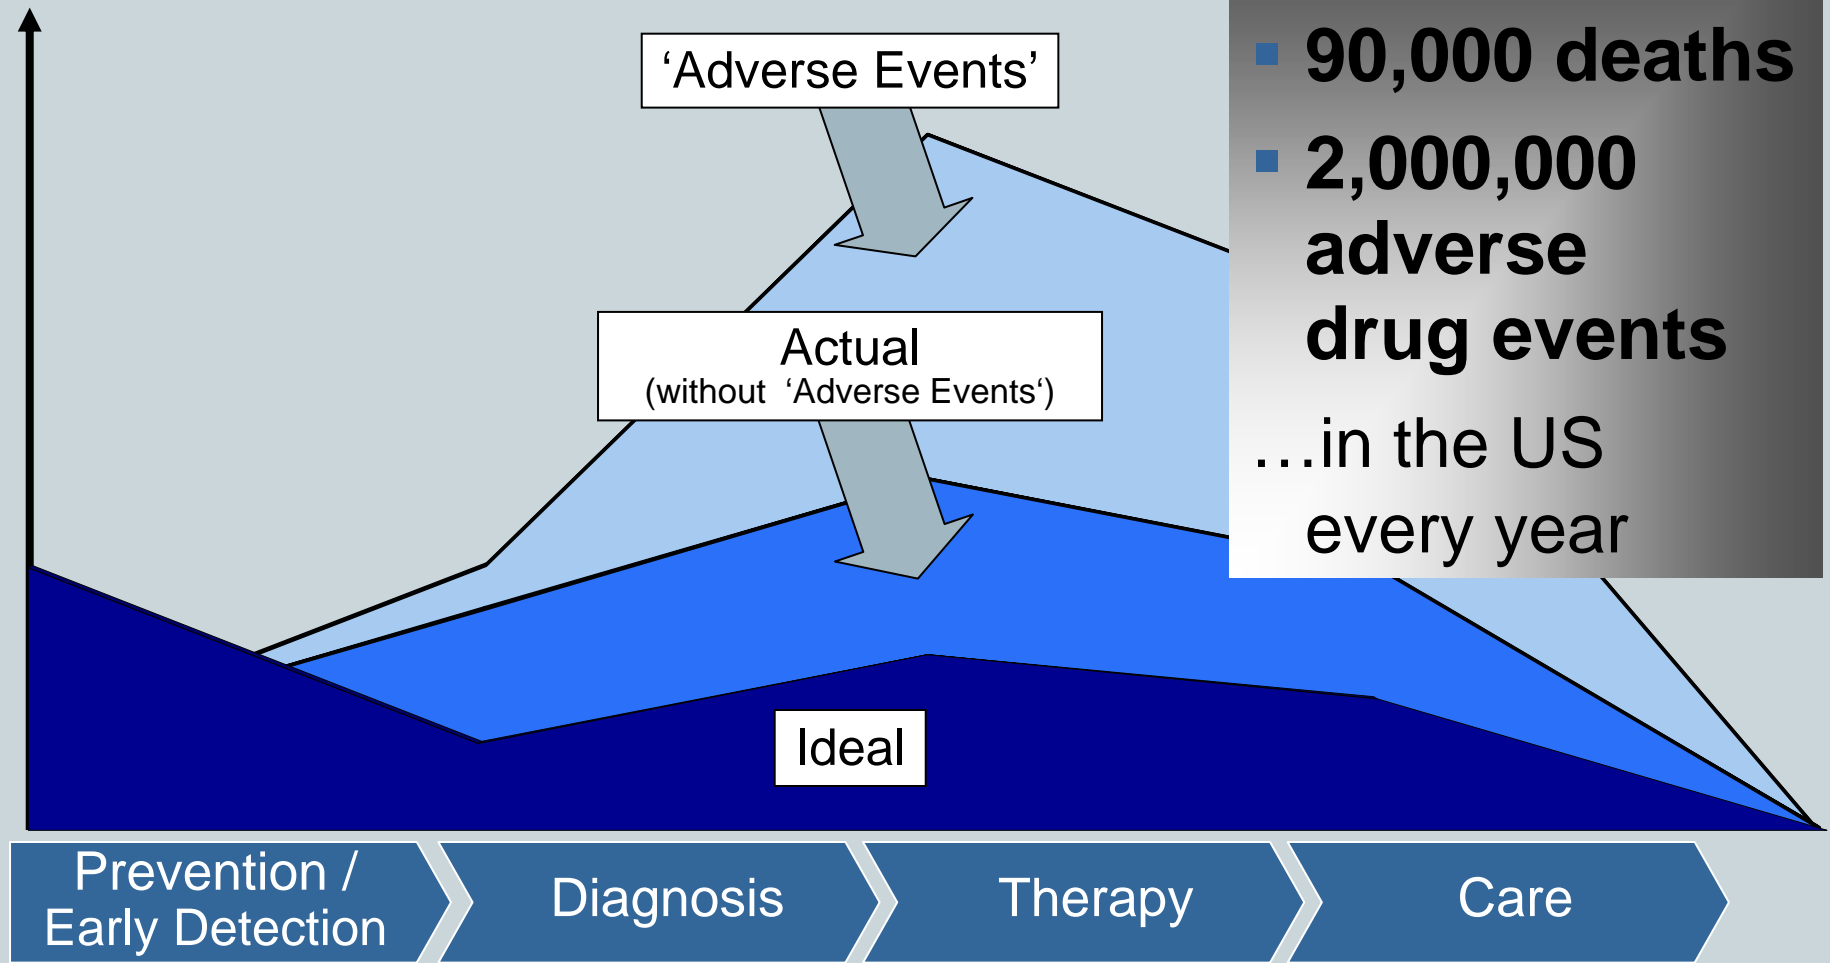 ‘Adverse Events’
Actual
(without ‘Adverse Events‘)
Ideal
▪ 90,000 deaths
▪ 2,000,000
adverse
drug events
…in the US
every year
Prevention /
Early Detection
Diagnosis
Therapy
Care